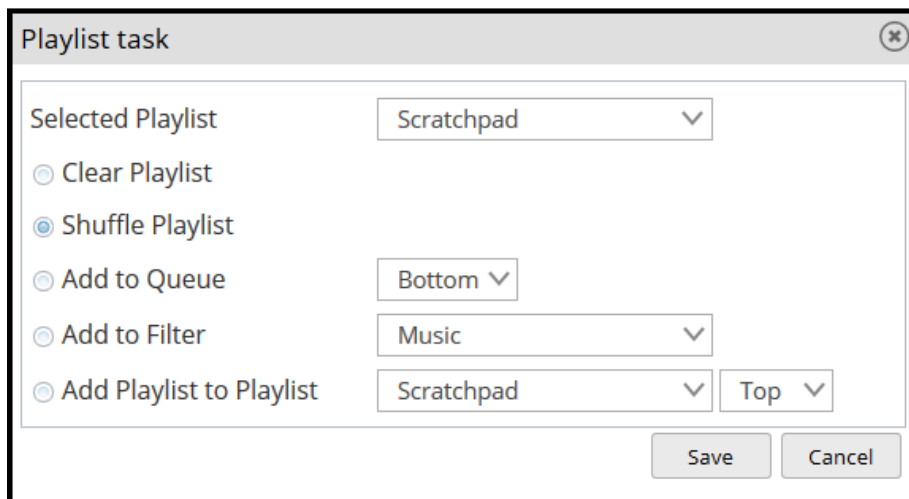 Playlist task
Selected Playlist Scratchpad
Clear Playlist
Shuffle Playlist
Add to Queue Bottom
Add to Filter Music
Add Playlist to Playlist Scratchpad Top
Save Cancel